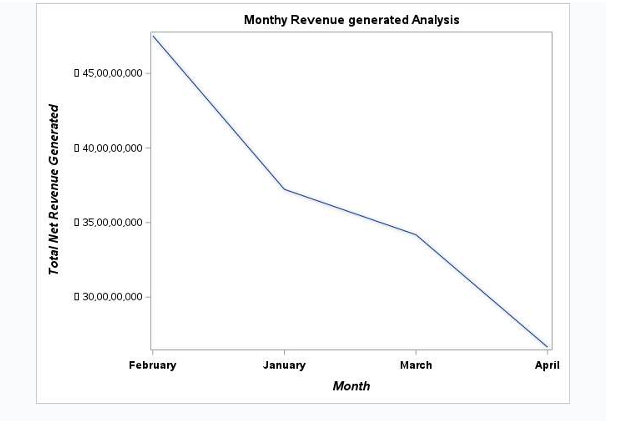 Monthy Revenue generated Analysis
Total Net Revenue Generated
▯ 45,00,00,000
▯ 40,00,00,000
▯ 35,00,00,000
▯ 30,00,00,000
February January March April
Month